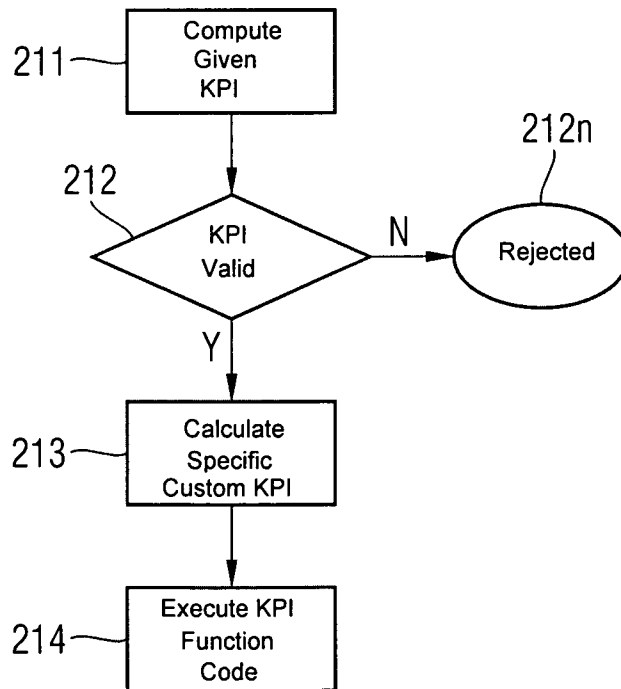 Compute
Given
KPI
211
212n
212
KPI
Valid
N
Rejected
Y
Calculate
Specific
Custom KPI
213
Execute KPI
Function
Code
214